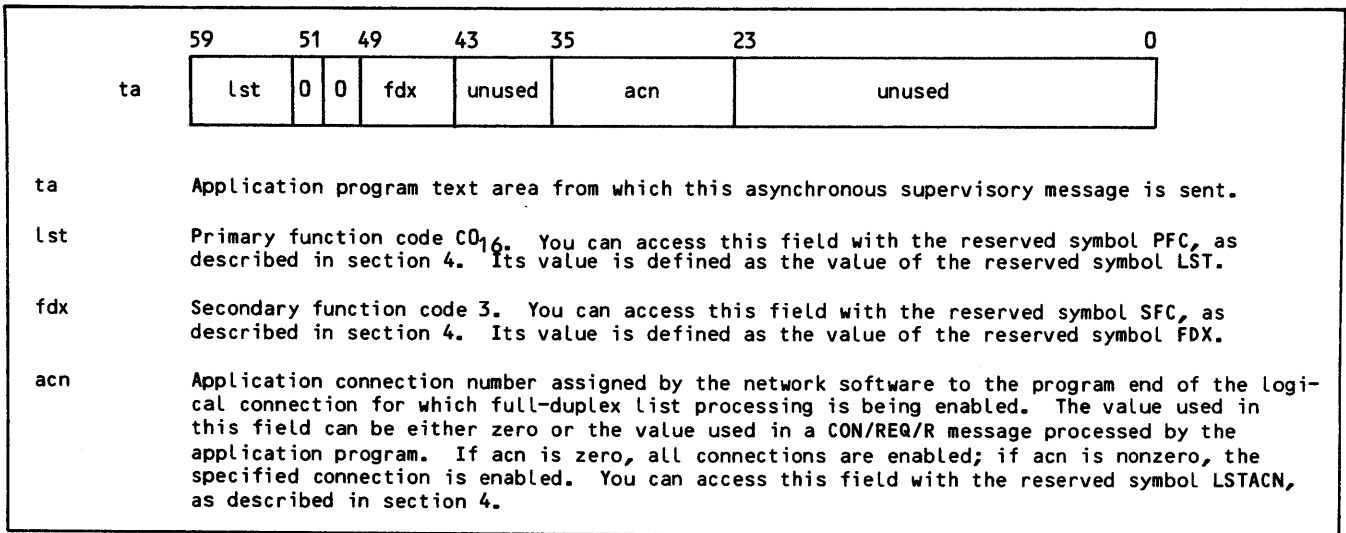 59 51 49 43 35 23 0
ta lst 0 0 fdx unused acn unused
ta Application program text area from which this asynchronous supervisory message is sent.
lst Primary function code C0₁₆. You can access this field with the reserved symbol PFC, as
described in section 4. Its value is defined as the value of the reserved symbol LST.
fdx Secondary function code 3. You can access this field with the reserved symbol SFC, as
described in section 4. Its value is defined as the value of the reserved symbol FDX.
acn Application connection number assigned by the network software to the program end of the logi-
cal connection for which full-duplex list processing is being enabled. The value used in
this field can be either zero or the value used in a CON/REQ/R message processed by the
application program. If acn is zero, all connections are enabled; if acn is nonzero, the
specified connection is enabled. You can access this field with the reserved symbol LSTACN,
as described in section 4.